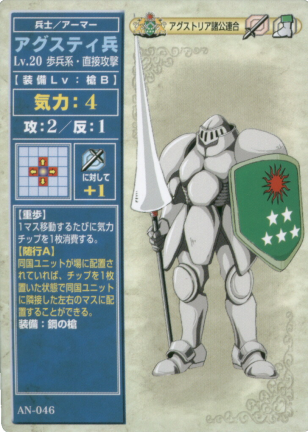 兵士／アーマー
アグスティ兵
Lv.20 歩兵系・直接攻撃
【装備Lv：槍B】
気力：4
攻：2／反：1
に対して
+1
【重歩】
1マス移動するたびに気力
チップを1枚消費する。
【随行A】
同国ユニットが場に配置さ
れていれば、チップを1枚
置いた状態で同国ユニット
に隣接した左右のマスに配
置することができる。
装備：鋼の槍
AN-046
アグストリア諸公連合